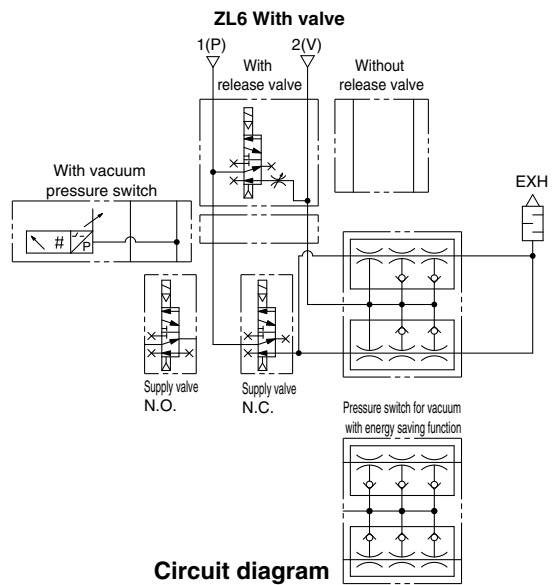 ZL6 With valve
1(P)
2(V)
With
release valve
Without
release valve
With vacuum
pressure switch
EXH
#
P
Supply valve
N.O.
Supply valve
N.C.
Pressure switch for vacuum
with energy saving function
Circuit diagram